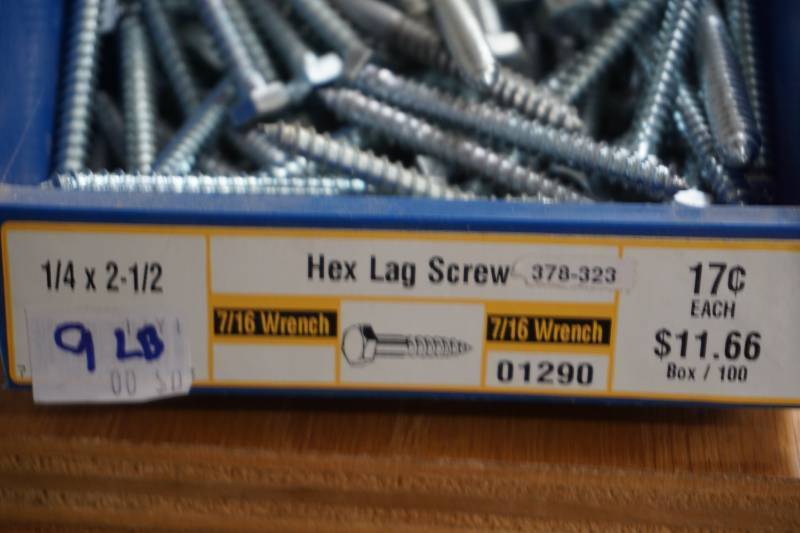 1/4 x 2-1/2
9 LB
Hex Lag Screw 378-323
7/16 Wrench
7/16 Wrench
01290
17¢
EACH
$11.66
Box / 100